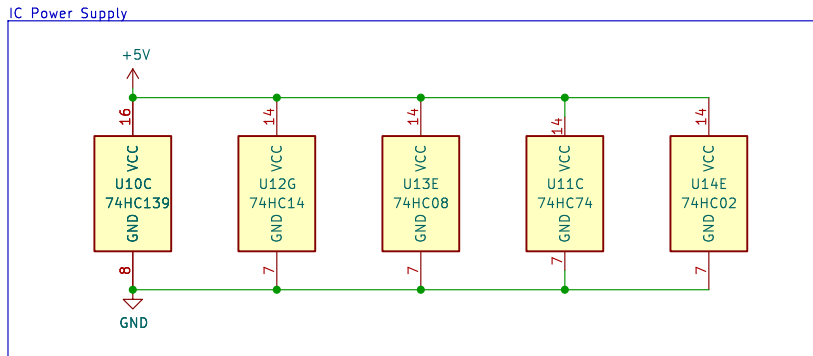 IC Power Supply
+5V
16 14 14 14 14
VCC VCC VCC VCC VCC
U10C U12G U13E U11C U14E
74HC139 74HC14 74HC08 74HC74 74HC02
GND GND GND GND GND
8 7 7 7 7
GND